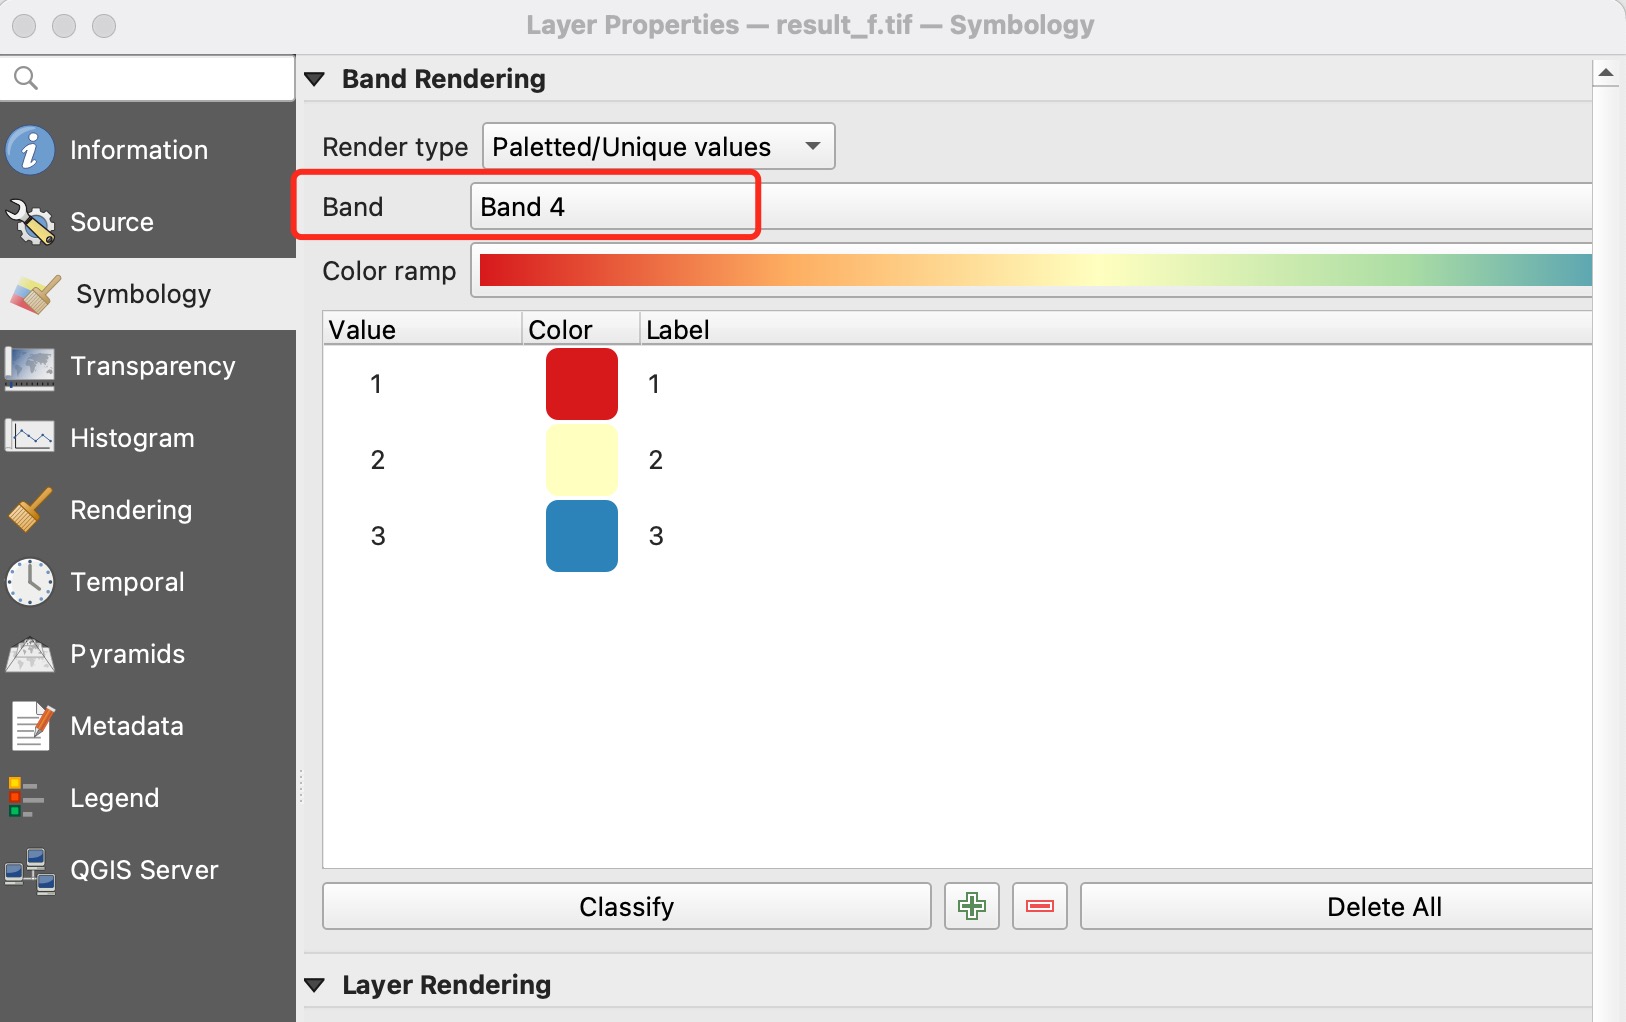 Layer Properties — result_f.tif — Symbology
Band Rendering
Information
Render type Paletted/Unique values
Source
Band Band 4
Color ramp
Symbology
Value Color Label
Transparency
1 1
Histogram
2 2
Rendering
3 3
Temporal
Pyramids
Metadata
Legend
QGIS Server
Classify Delete All
Layer Rendering